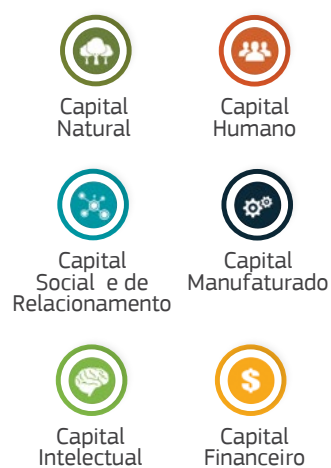 Capital
Natural
Capital
Humano
Capital
Social e de
Relacionamento
Capital
Manufaturado
Capital
Intelectual
$
Capital
Financeiro